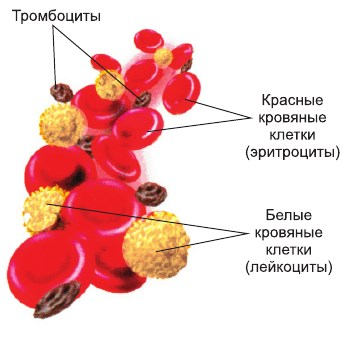 Тромбоциты
Красные
кровяные
клетки
(эритроциты)
Белые
кровяные
клетки
(лейкоциты)